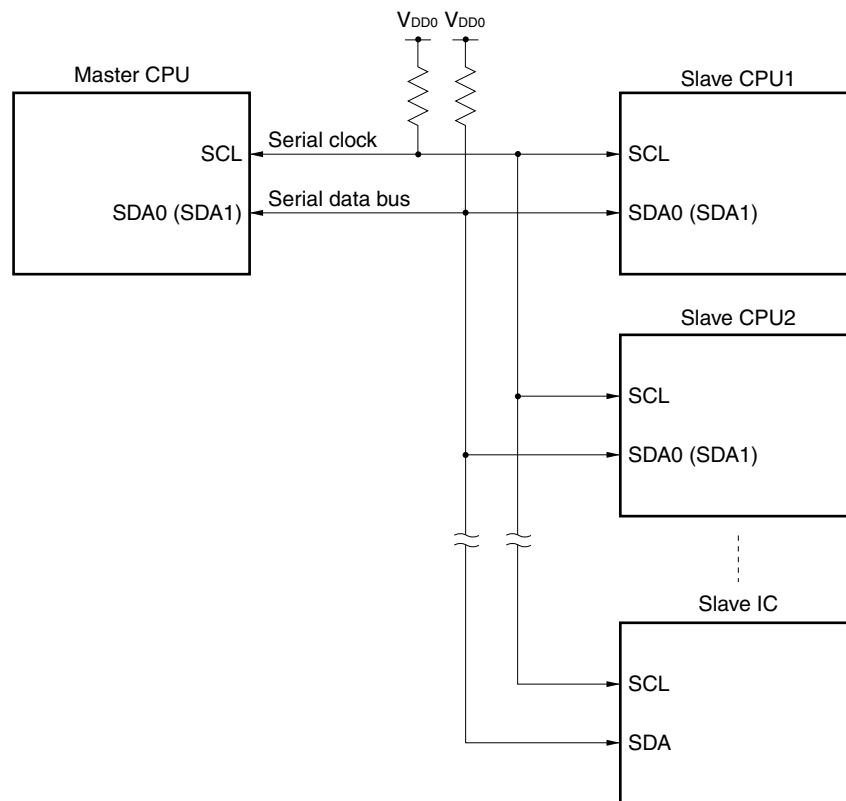 VDD0 VDD0
Master CPU
Slave CPU1
SCL
Serial clock
SCL
SDA0 (SDA1)
Serial data bus
SDA0 (SDA1)
Slave CPU2
SCL
SDA0 (SDA1)
Slave IC
SCL
SDA